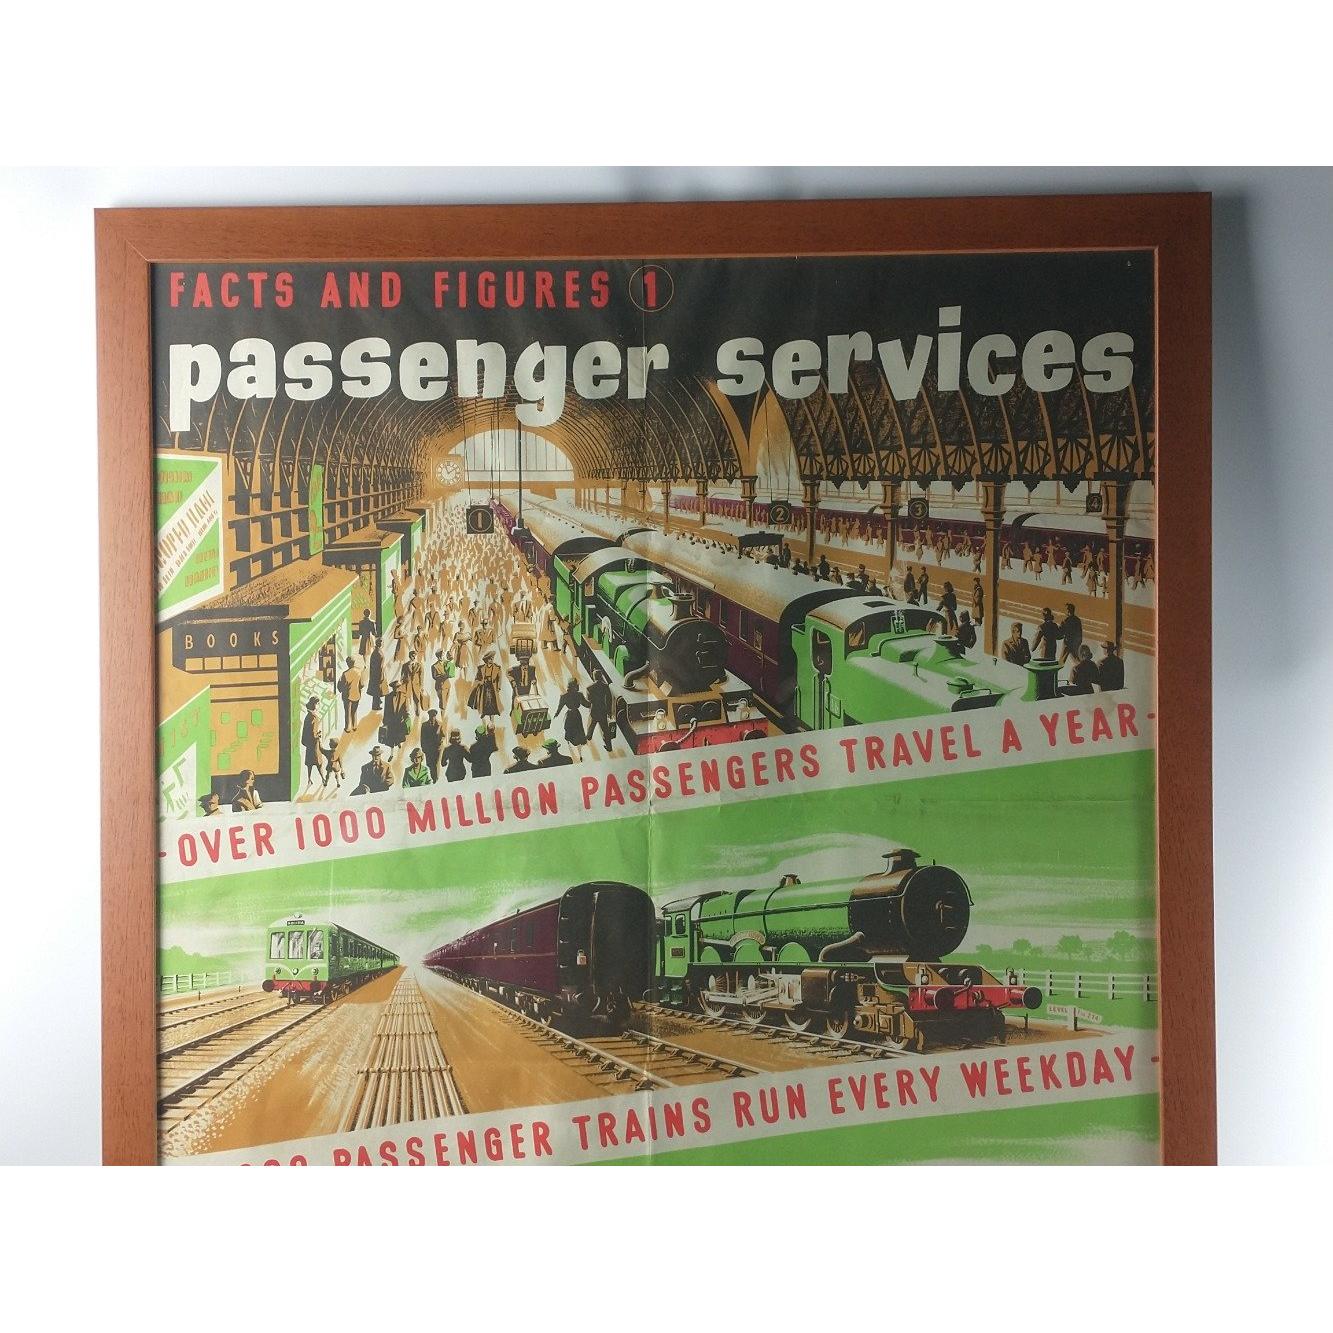 FACTS AND FIGURES 1
passenger services
1
2
3
4
BOOKS
-OVER 1000 MILLION PASSENGERS TRAVEL A YEAR-
PASSENGER TRAINS RUN EVERY WEEKDAY-